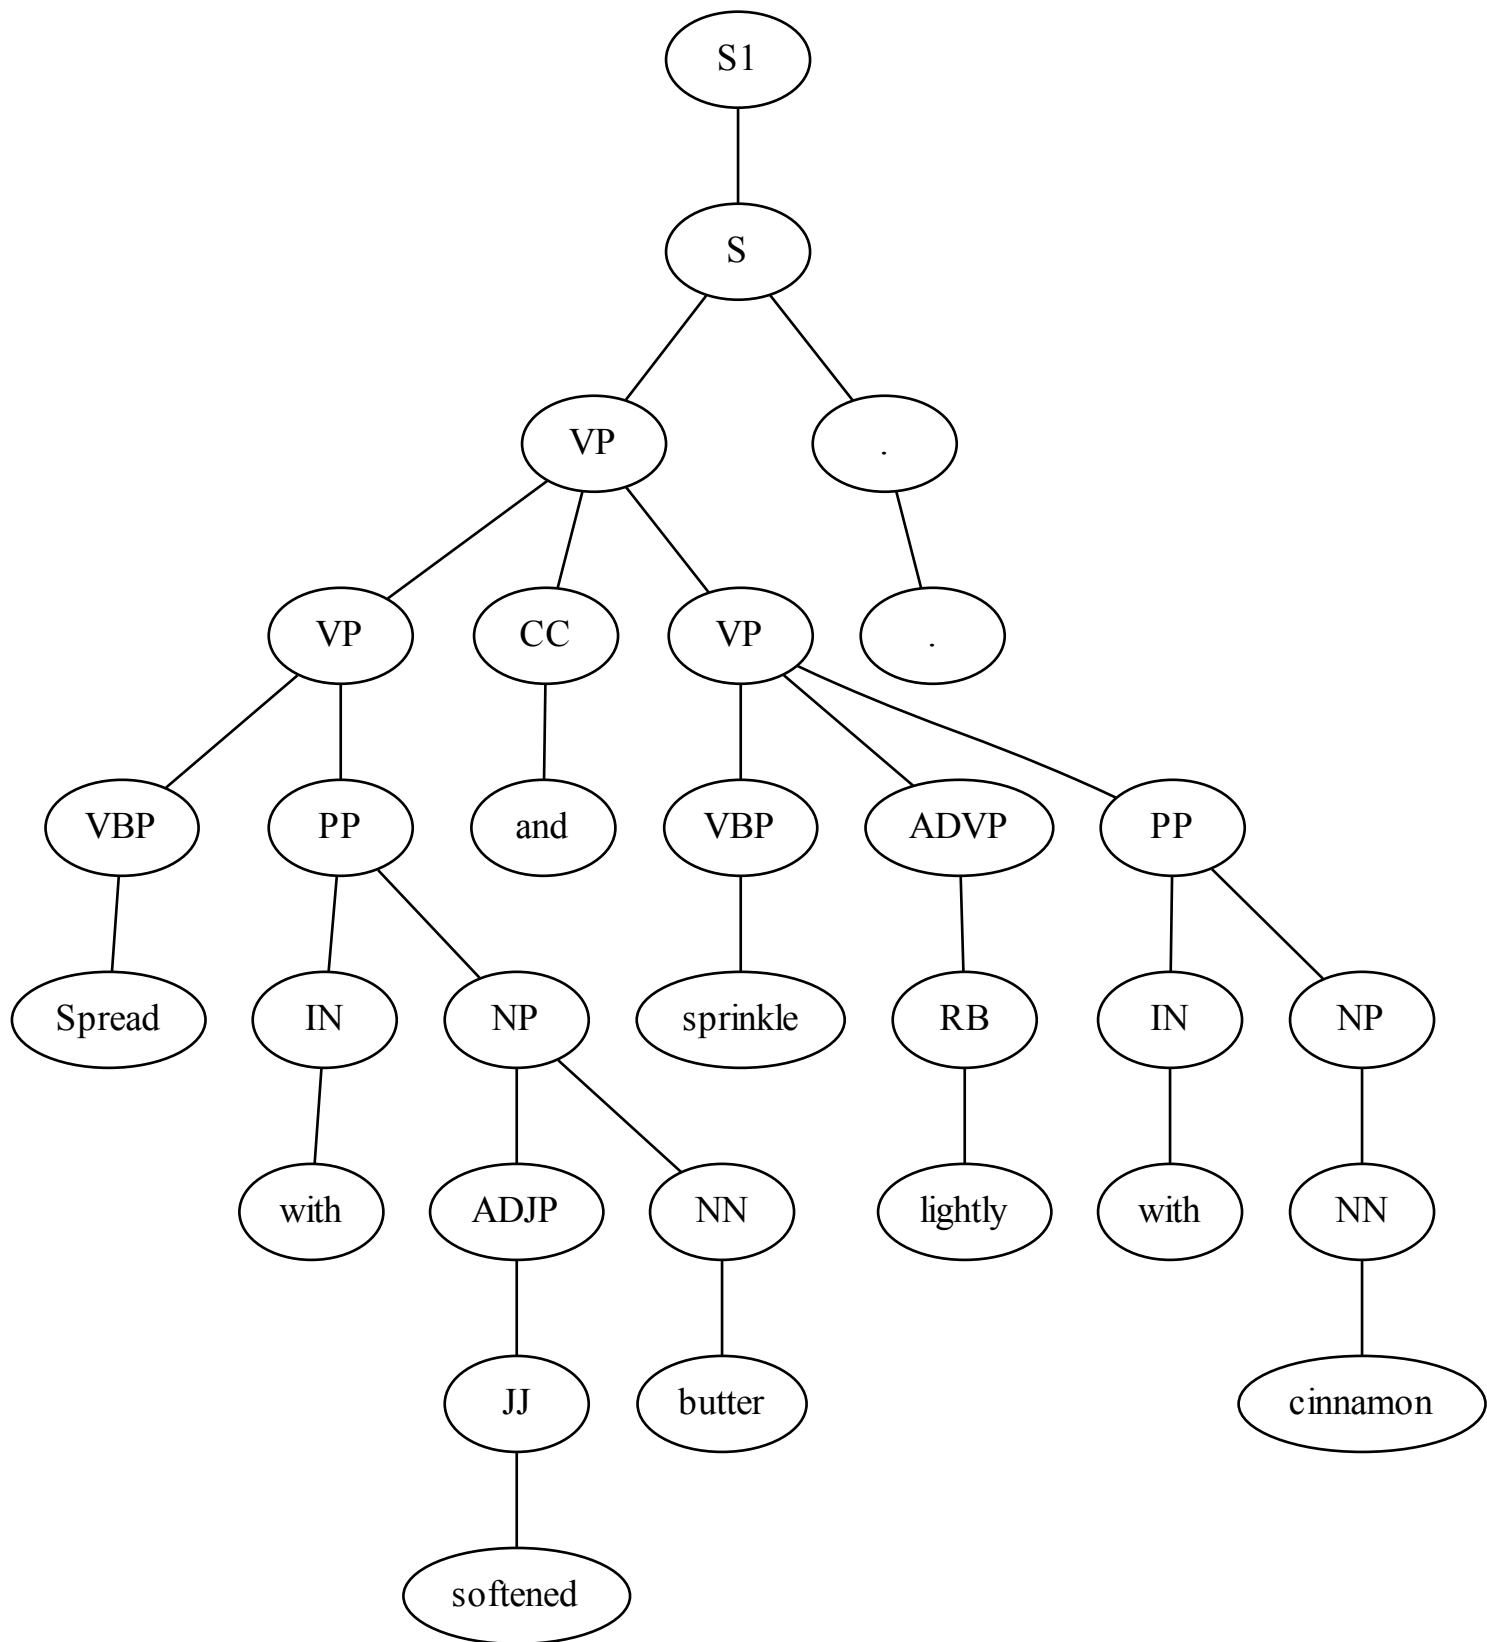 S1
S
VP .
VP CC VP .
VBP PP and VBP ADVP PP
Spread IN NP sprinkle RB IN NP
with ADJP NN lightly with NN
JJ butter cinnamon
softened